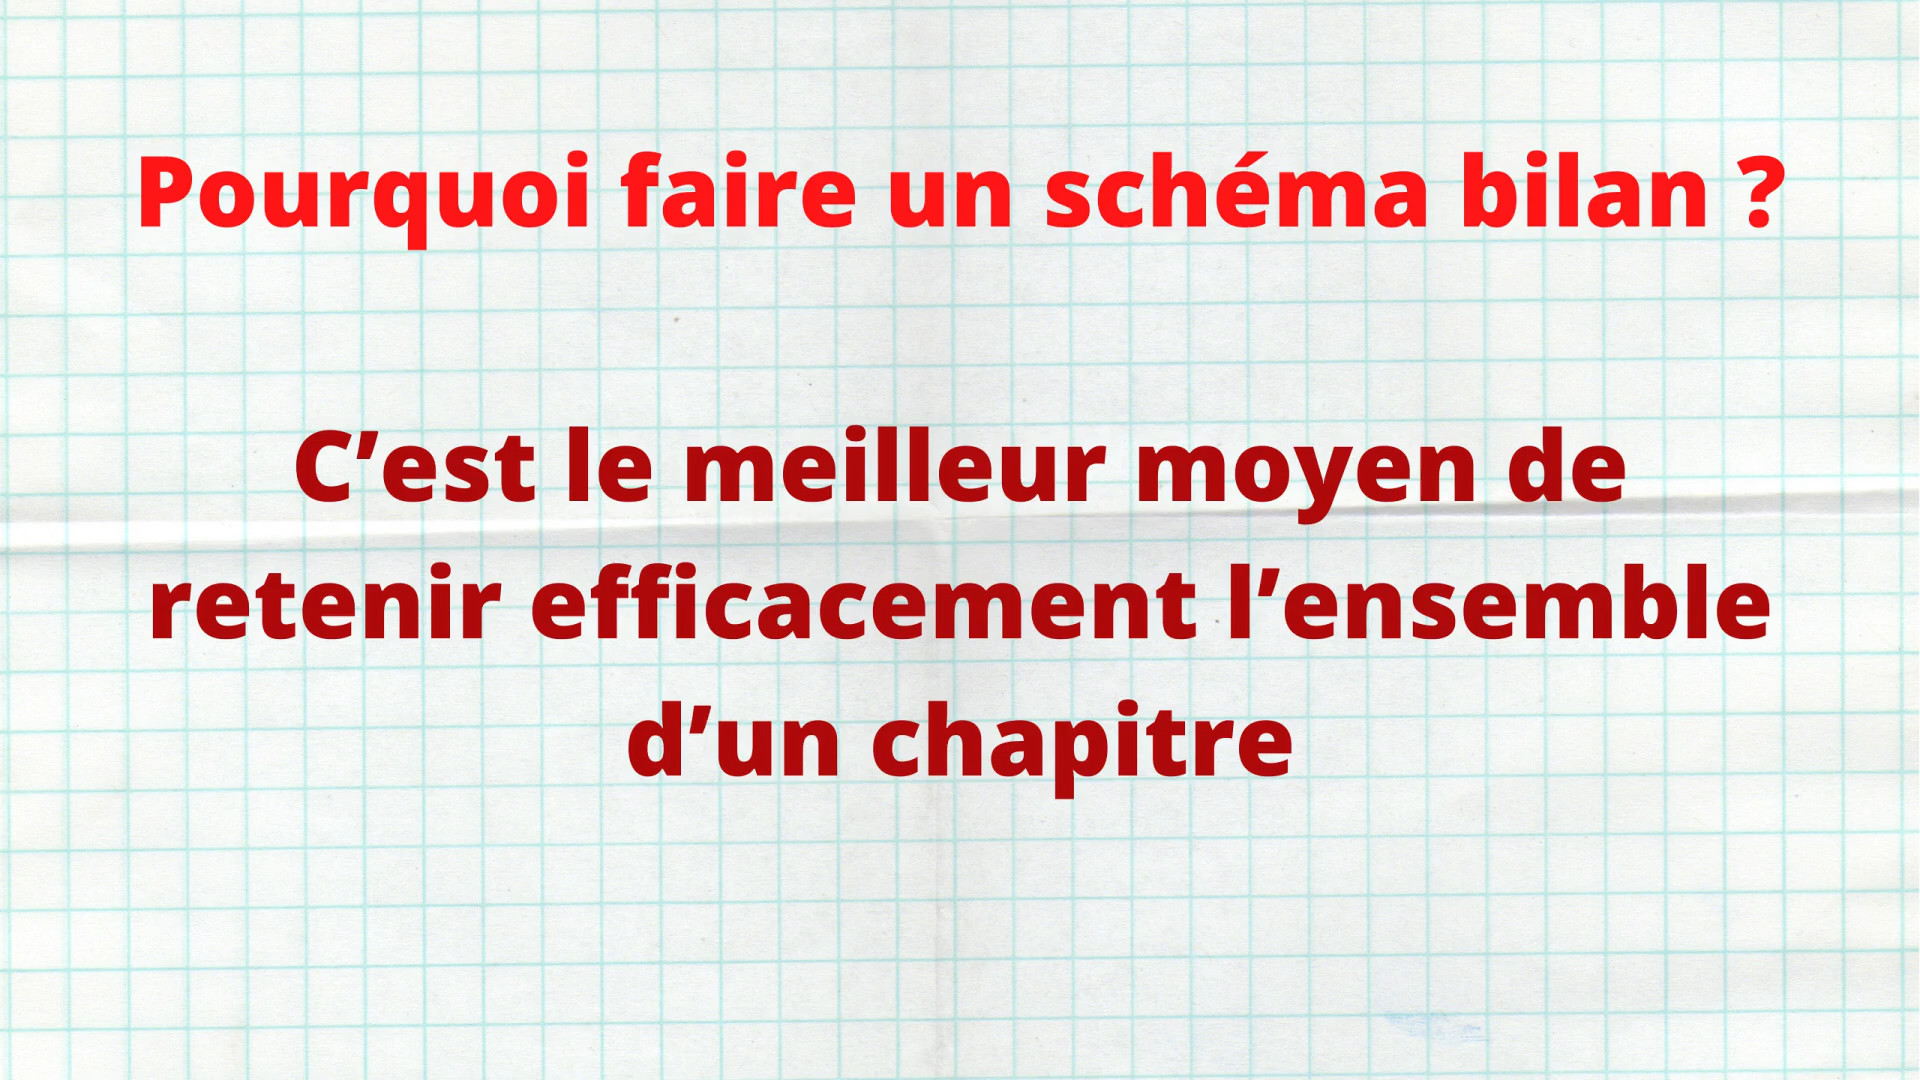 Pourquoi faire un schéma bilan ?
C’est le meilleur moyen de
retenir efficacement l’ensemble
d’un chapitre